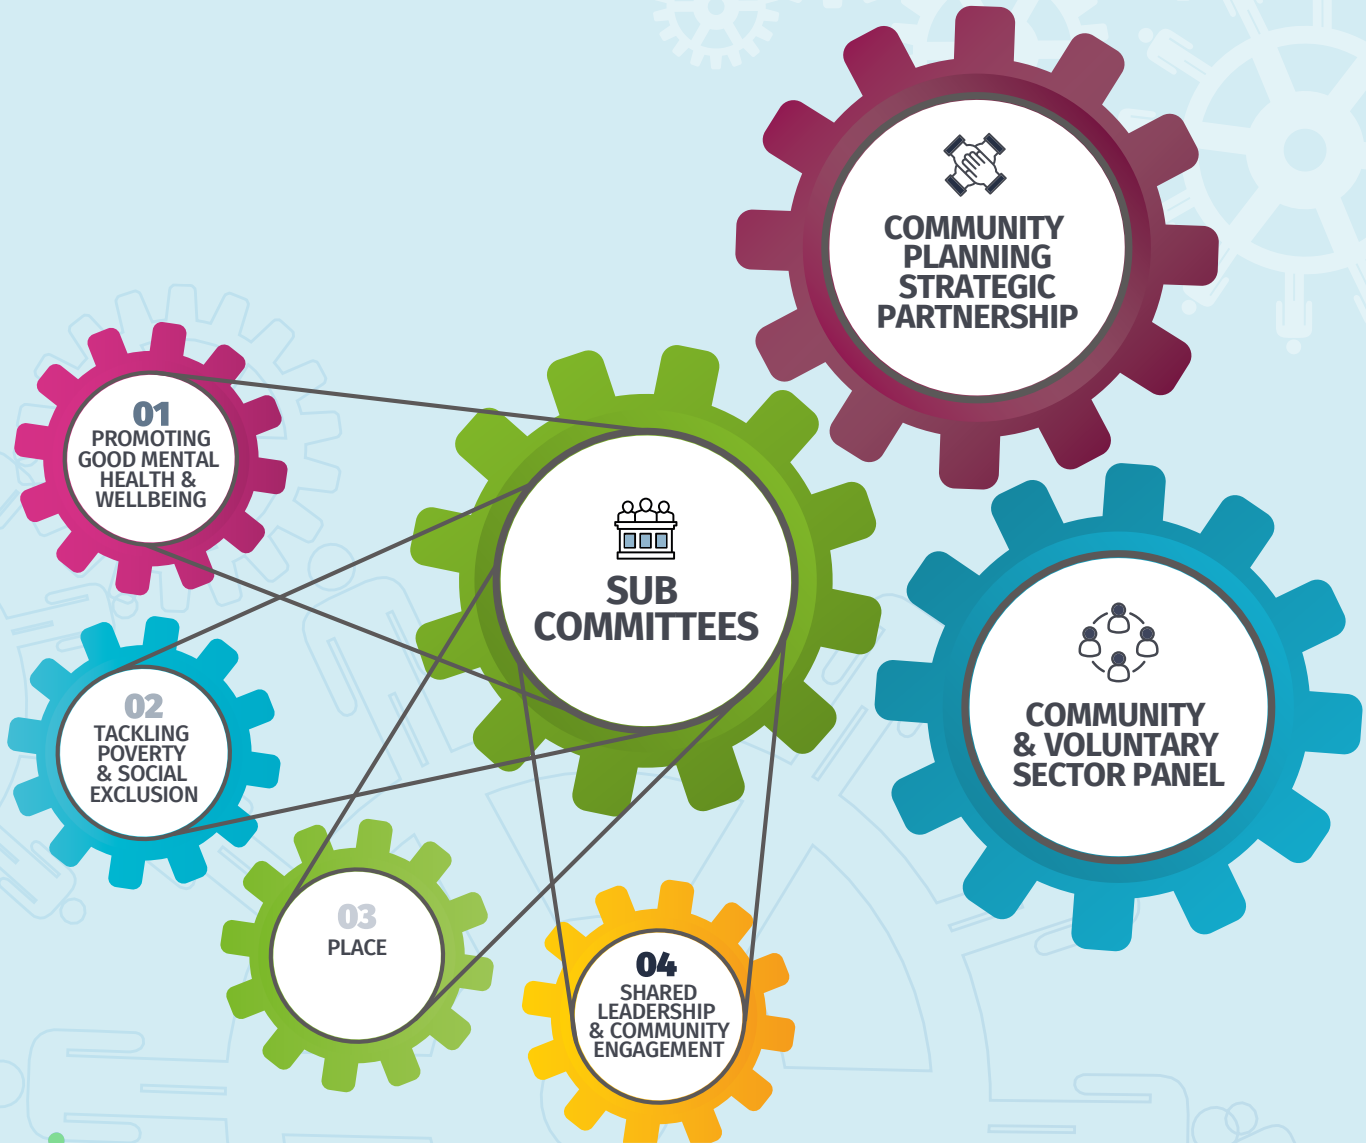 COMMUNITY
PLANNING
STRATEGIC
PARTNERSHIP
01
PROMOTING
GOOD MENTAL
HEALTH &
WELLBEING
SUB
COMMITTEES
02
TACKLING
POVERTY
& SOCIAL
EXCLUSION
COMMUNITY
& VOLUNTARY
SECTOR PANEL
03
PLACE
04
SHARED
LEADERSHIP
& COMMUNITY
ENGAGEMENT